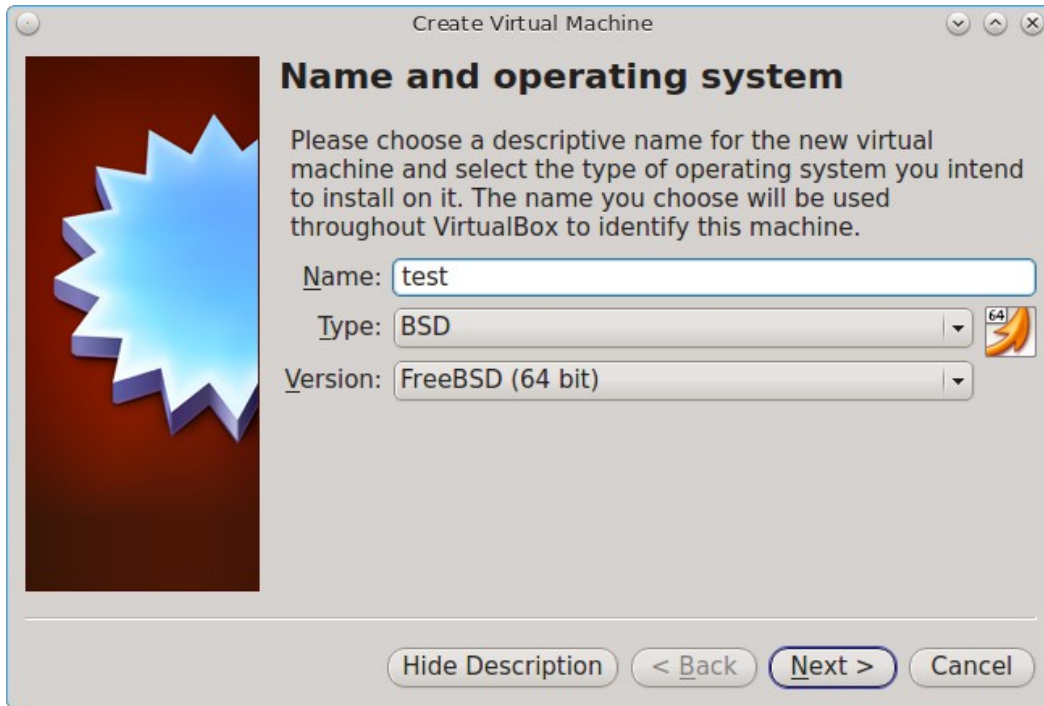 Create Virtual Machine
Name and operating system
Please choose a descriptive name for the new virtual
machine and select the type of operating system you intend
to install on it. The name you choose will be used
throughout VirtualBox to identify this machine.
Name: test
Type: BSD 64
Version: FreeBSD (64 bit)
Hide Description < Back Next > Cancel